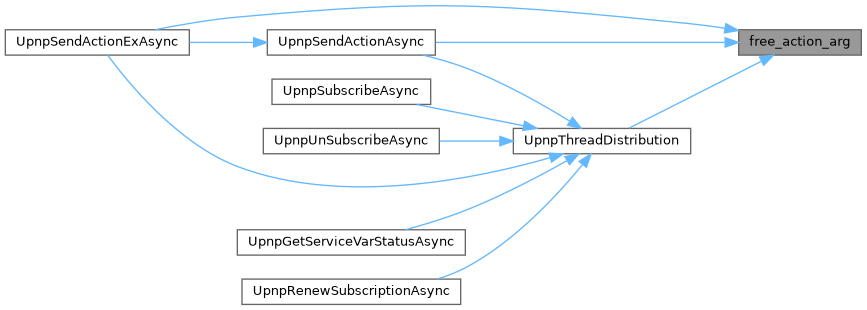 UpnpSendActionExAsync
UpnpSendActionAsync
free_action_arg
UpnpSubscribeAsync
UpnpUnSubscribeAsync
UpnpThreadDistribution
UpnpGetServiceVarStatusAsync
UpnpRenewSubscriptionAsync